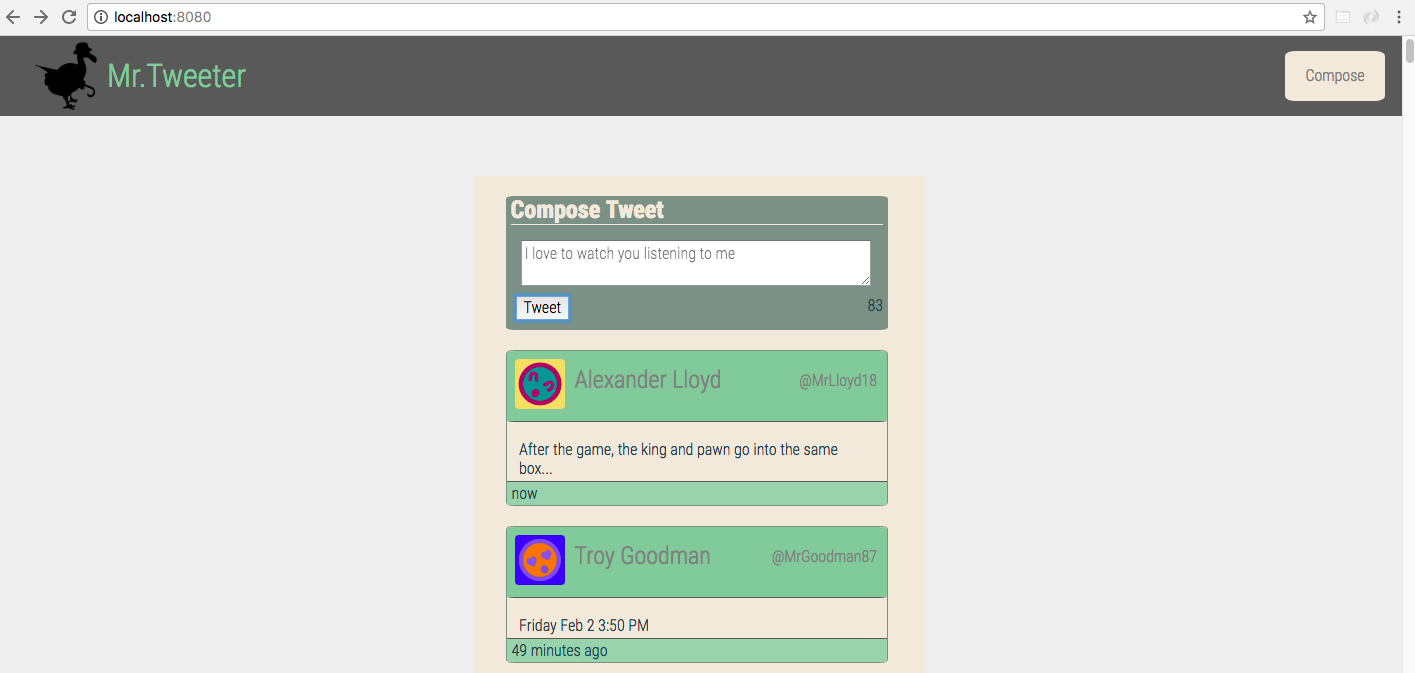 localhost:8080
Mr.Tweeter
Compose
Compose Tweet
I love to watch you listening to me
Tweet
83
Alexander Lloyd
@MrLloyd18
After the game, the king and pawn go into the same
box...
now
Troy Goodman
@MrGoodman87
Friday Feb 2 3:50 PM
49 minutes ago